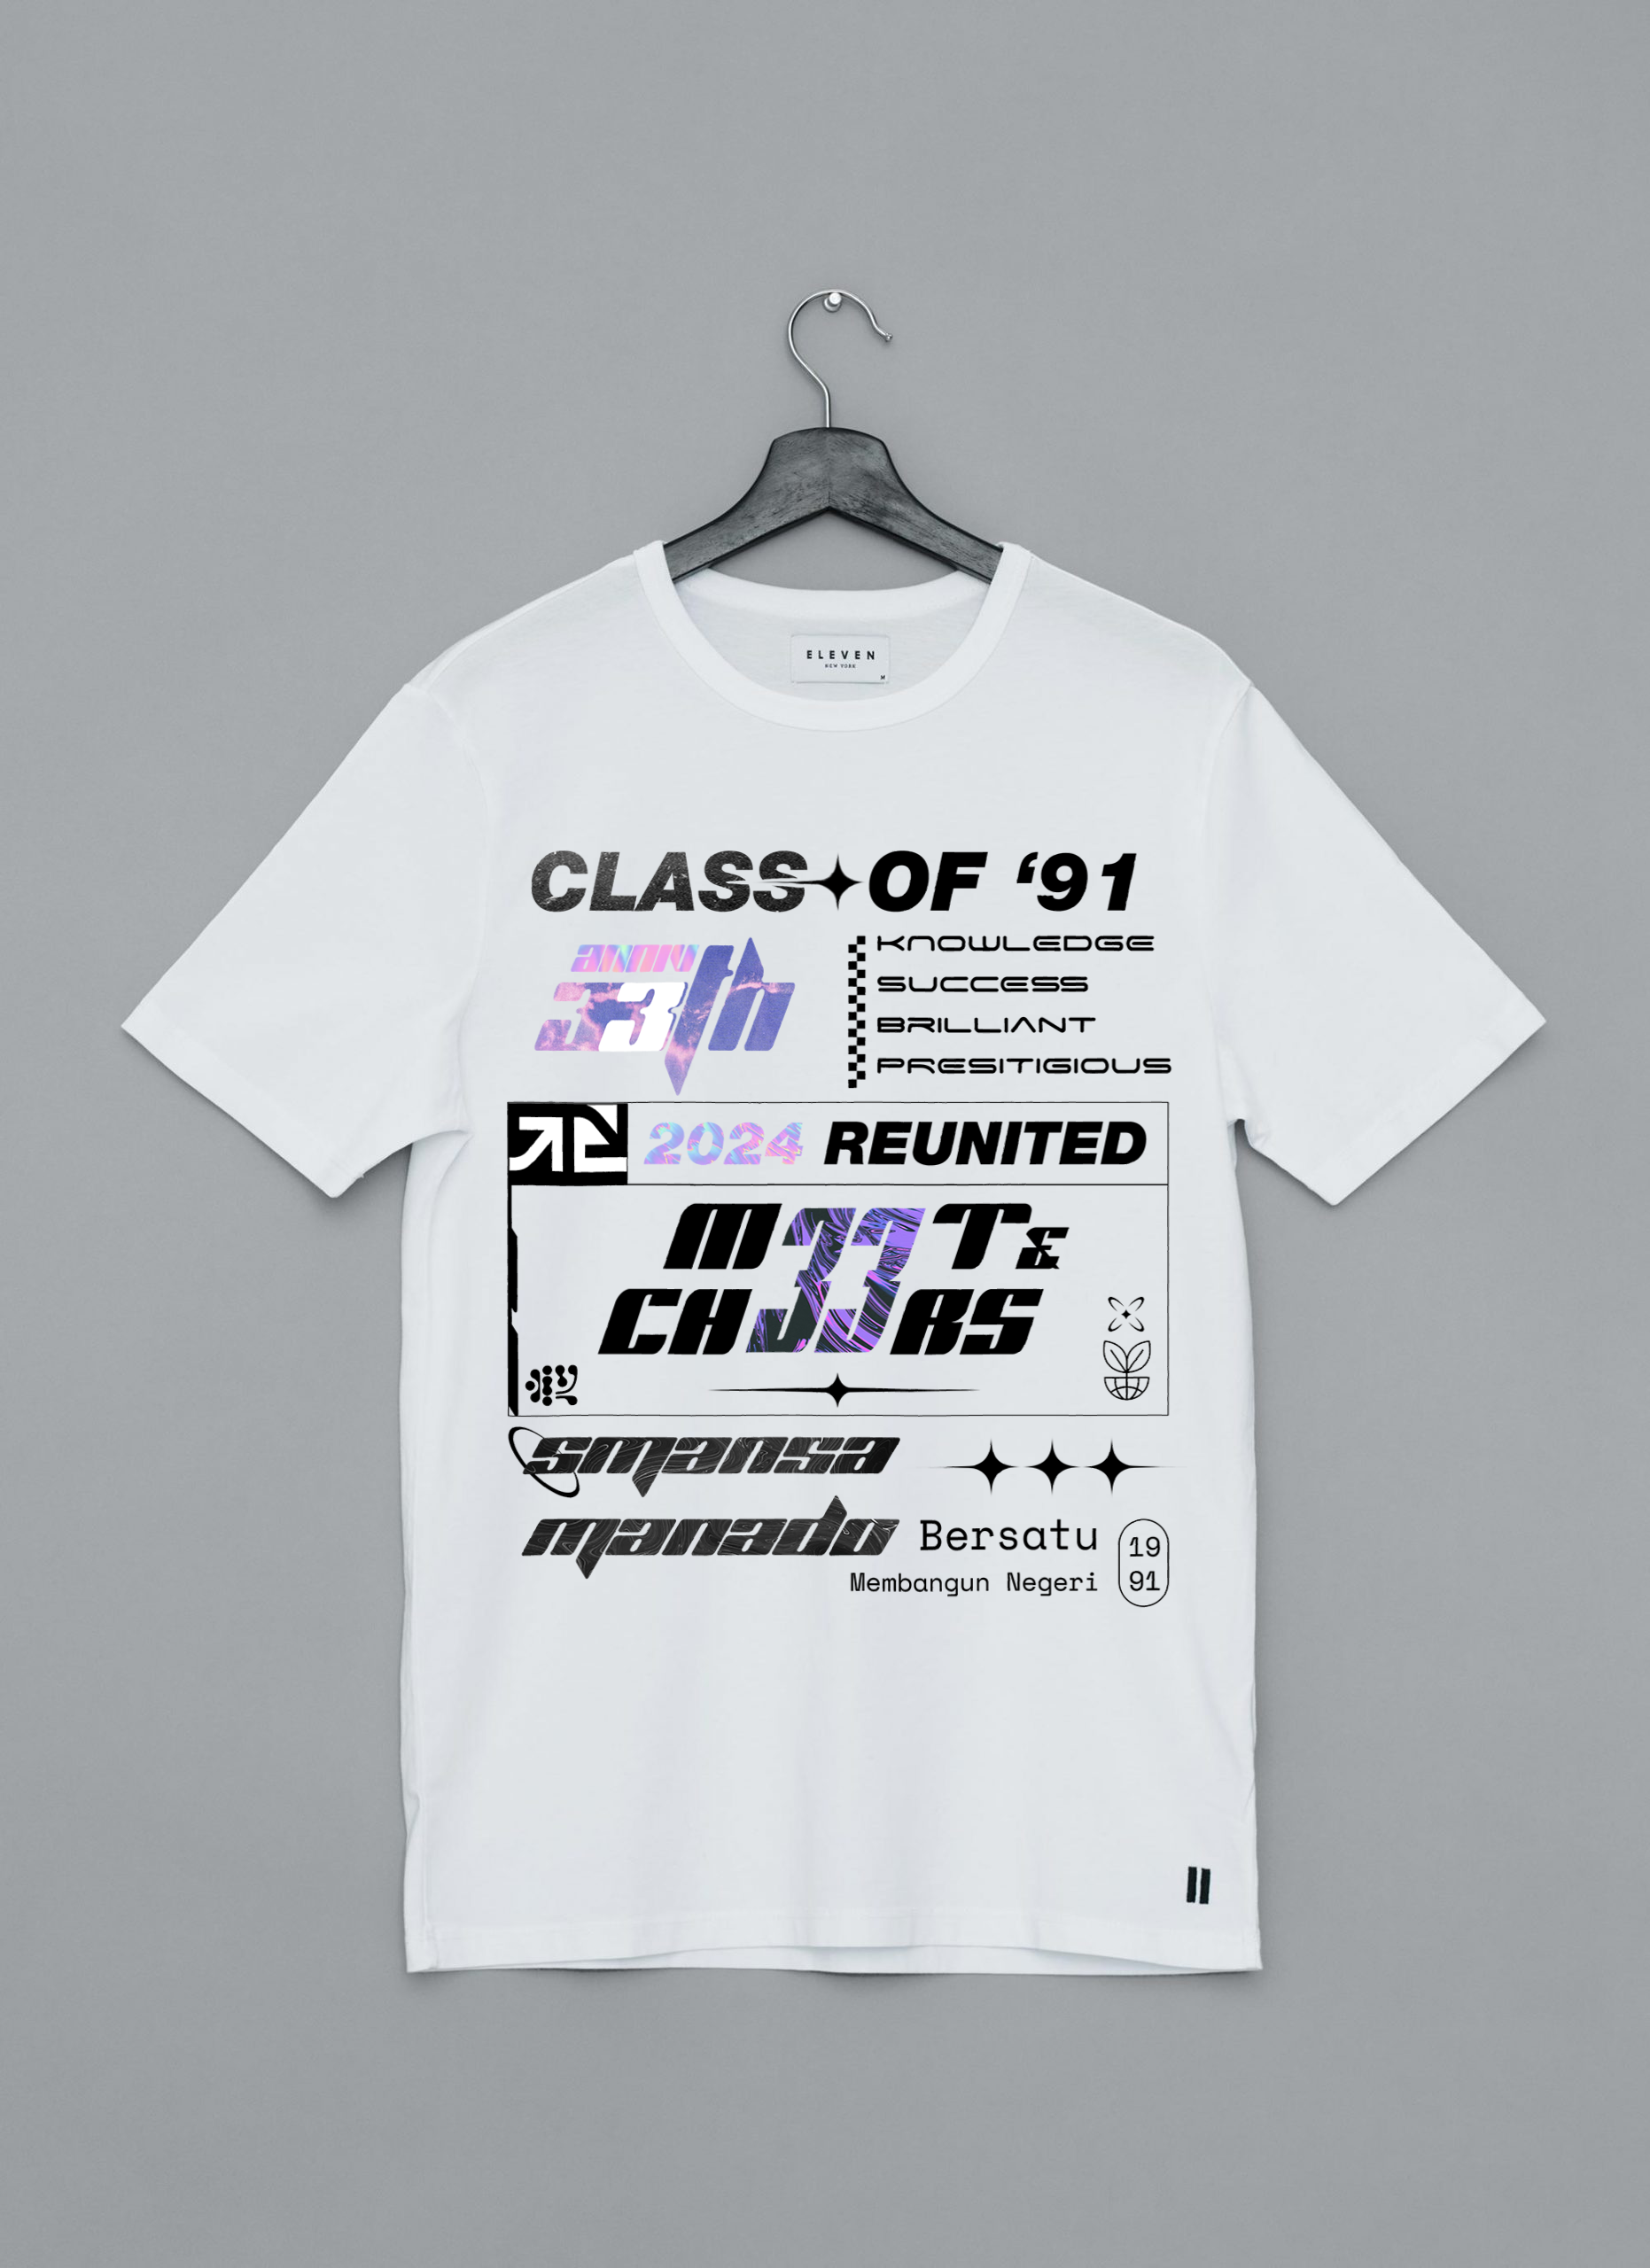 ELEVEN
NEW YORK
M
CLASS OF ‘91
anniv
33th
KNOWLEDGE
SUCCESS
BRILLIANT
PRESITIGIOUS
2024 REUNITED
M33T&
CH33RS
smansa
manado
Bersatu
Membangun Negeri
19
91